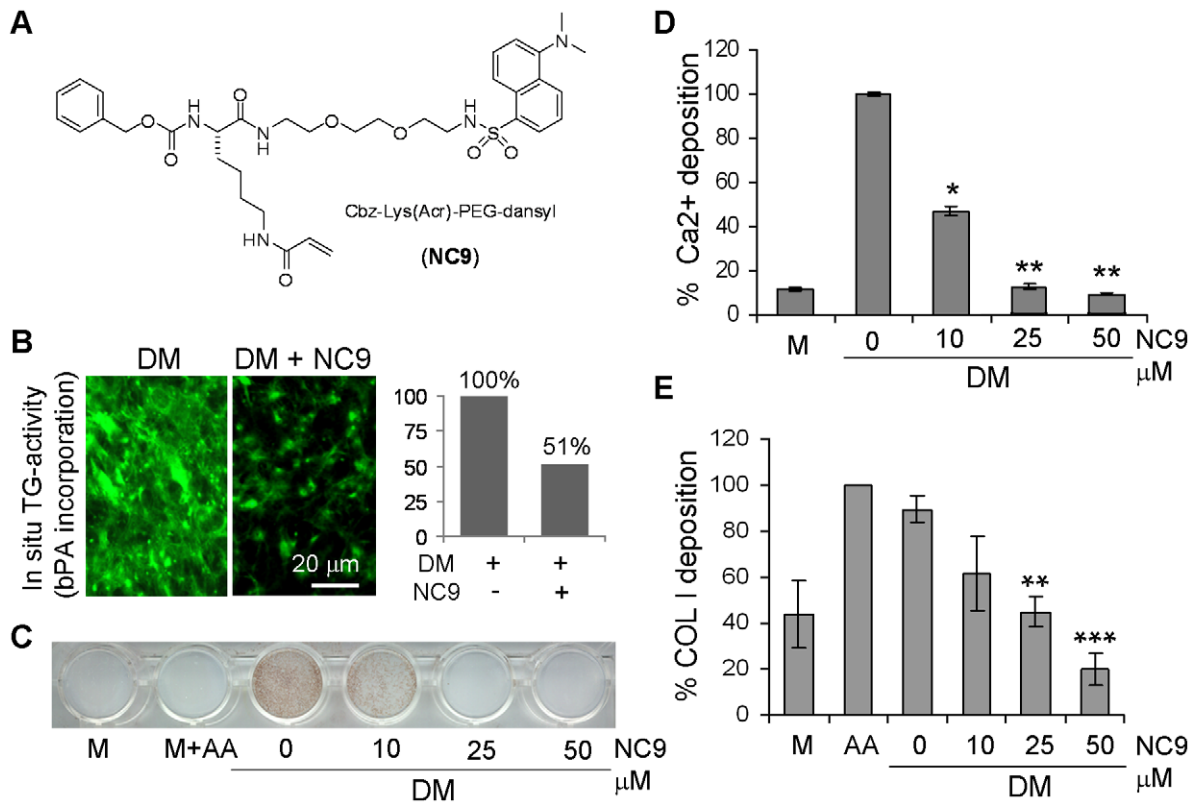 A
N
O
N
H
O
O
N
H
O
O
H
N
S
O
O
N
HN
O
Cbz-Lys(Acr)-PEG-dansyl
(NC9)
B
DM
DM + NC9
In situ TG-activity
(bPA incorporation)
20 μm
100
75
50
25
0
100%
51%
DM + +
NC9 - +
C
M M+AA 0 10 25 50 NC9
μM
DM
D
% Ca2+ deposition
120
100
80
60
40
20
0
*
**
**
M 0 10 25 50 NC9
μM
DM
E
% COL I deposition
120
100
80
60
40
20
0
**
***
M AA 0 10 25 50 NC9
μM
DM